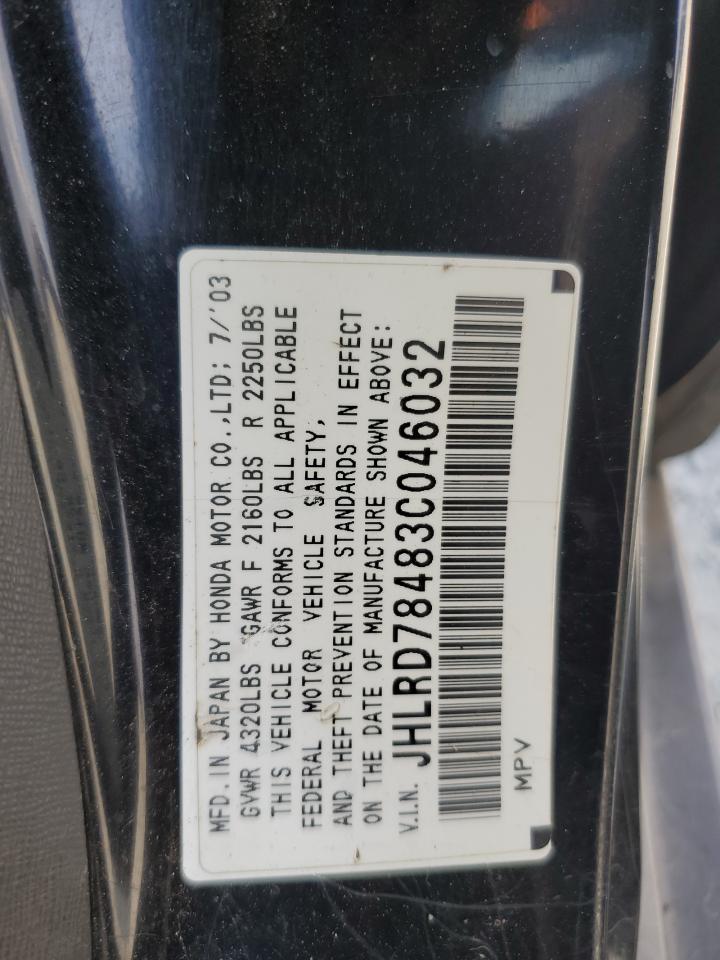 MFD. IN JAPAN BY HONDA MOTOR CO.,LTD; 7/'03
GVWR 4320LBS GAWR F 2160LBS R 2250LBS
THIS VEHICLE CONFORMS TO ALL APPLICABLE
FEDERAL MOTOR VEHICLE SAFETY,
AND THEFT PREVENTION STANDARDS IN EFFECT
ON THE DATE OF MANUFACTURE SHOWN ABOVE:
V.I.N. JHLRD78483C046032
MPV